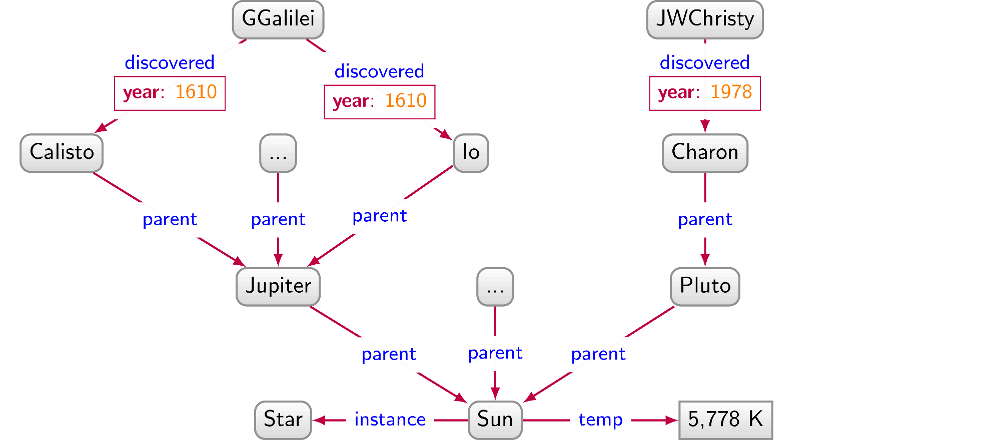 GGalilei
JWChristy
discovered
year: 1610
discovered
year: 1610
discovered
year: 1978
Calisto
...
Io
Charon
parent
parent
parent
parent
Jupiter
...
Pluto
parent
parent
parent
Star
instance
Sun
temp
5,778 K